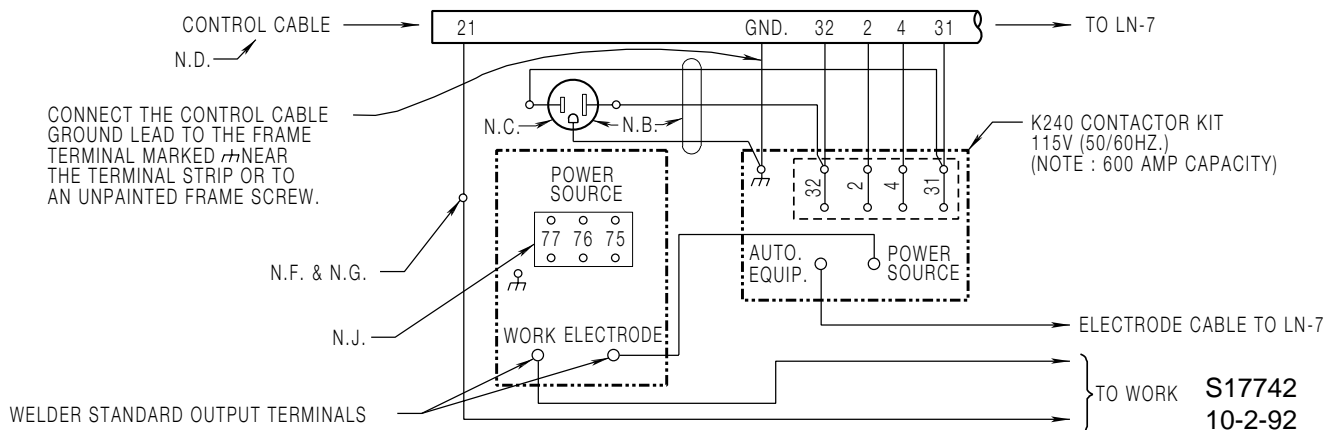 CONTROL CABLE
N.D.
21
GND.
32
2
4
31
TO LN-7
CONNECT THE CONTROL CABLE
GROUND LEAD TO THE FRAME
TERMINAL MARKED NEAR
THE TERMINAL STRIP OR TO
AN UNPAINTED FRAME SCREW.
N.C.
N.B.
K240 CONTACTOR KIT
115V (50/60HZ.)
(NOTE : 600 AMP CAPACITY)
POWER
SOURCE
32
2
4
31
77 76 75
N.F. & N.G.
AUTO.
EQUIP.
POWER
SOURCE
N.J.
WORK ELECTRODE
ELECTRODE CABLE TO LN-7
WELDER STANDARD OUTPUT TERMINALS
TO WORK
S17742
10-2-92